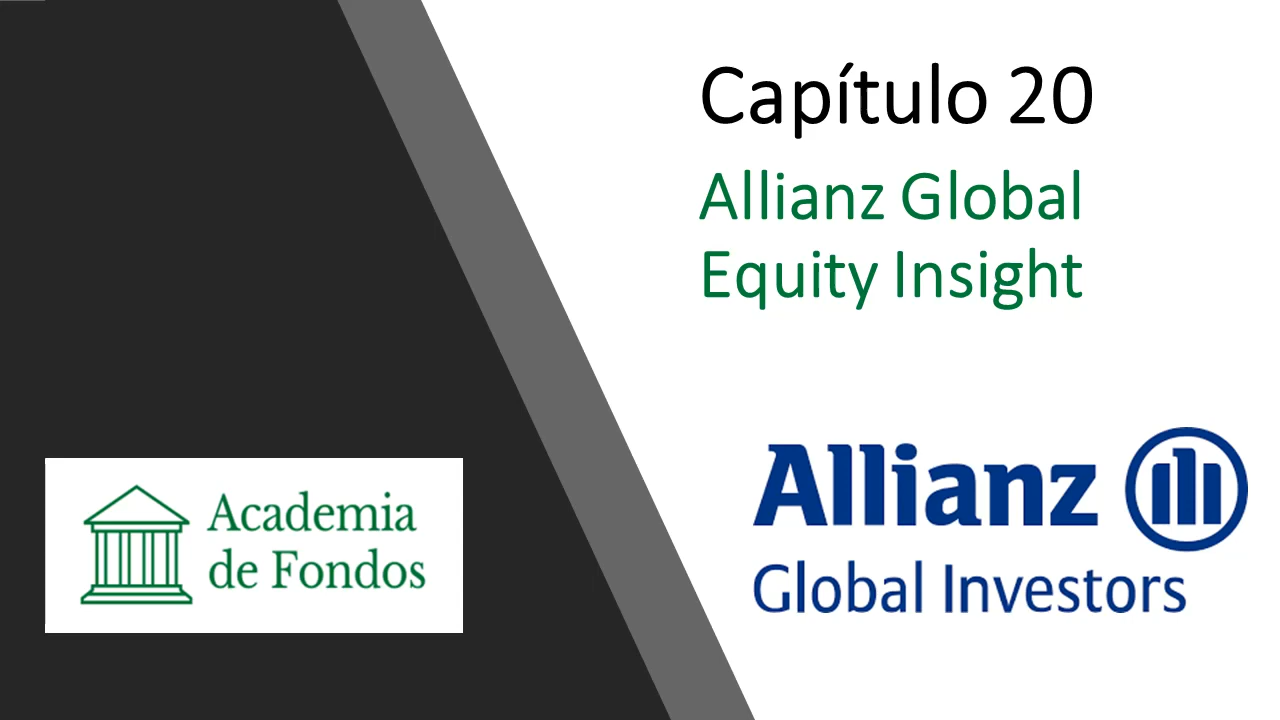 Capítulo 20
Allianz Global
Equity Insight
Academia
de Fondos
Allianz
Global Investors